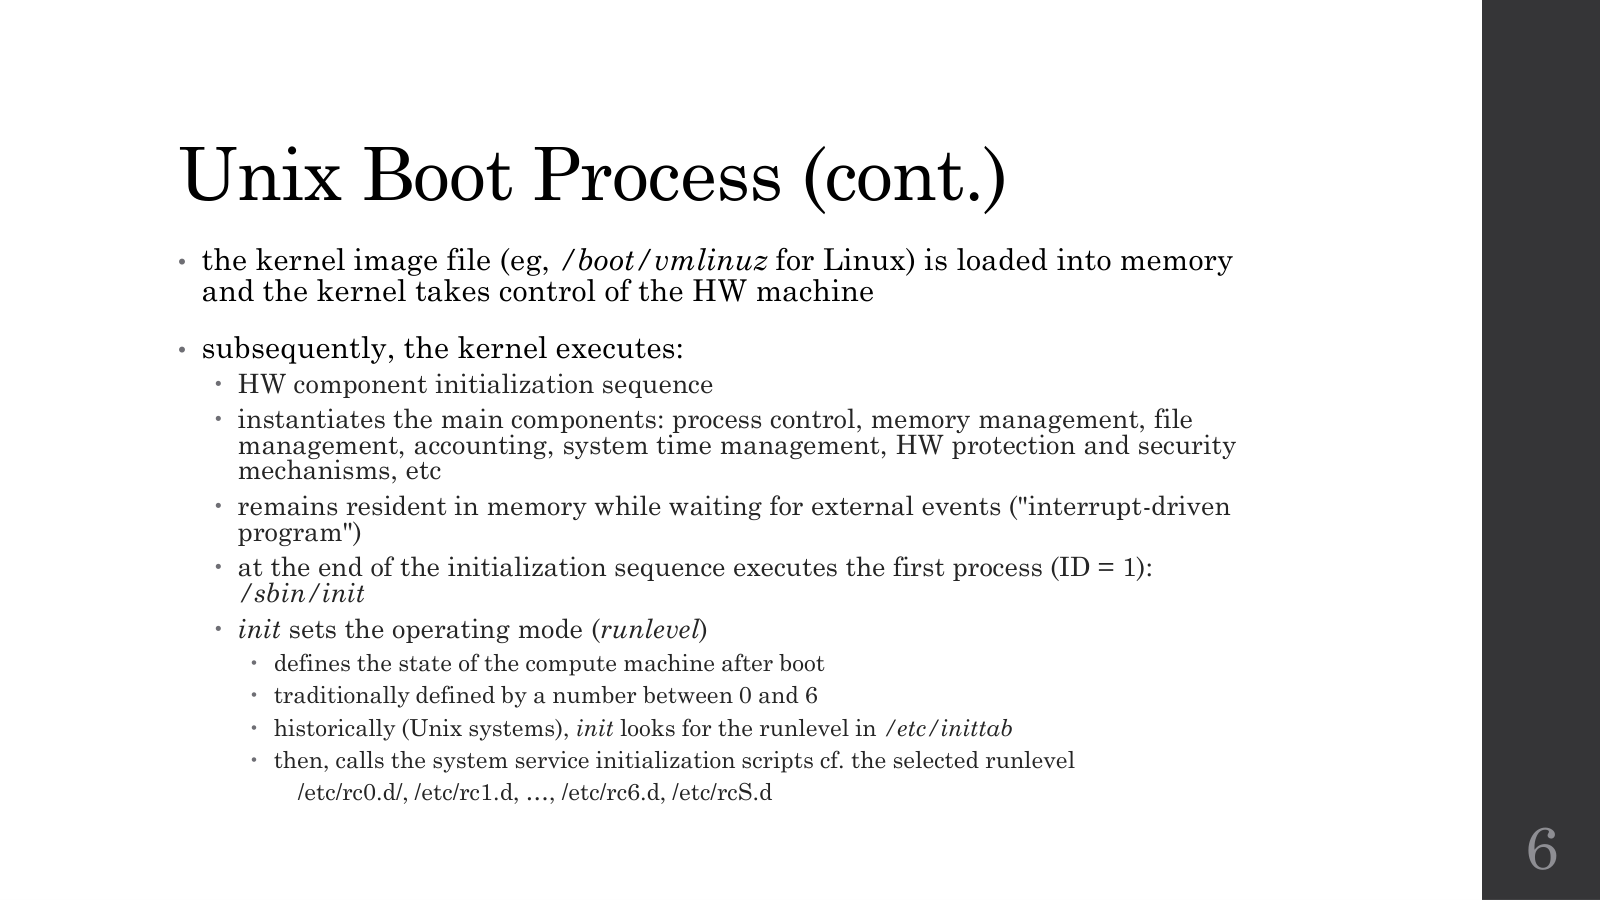 Unix Boot Process (cont.)
• the kernel image file (eg, /boot/vmlinuz for Linux) is loaded into memory
and the kernel takes control of the HW machine
• subsequently, the kernel executes:
• HW component initialization sequence
• instantiates the main components: process control, memory management, file
management, accounting, system time management, HW protection and security
mechanisms, etc
• remains resident in memory while waiting for external events ("interrupt-driven
program")
• at the end of the initialization sequence executes the first process (ID = 1):
/sbin/init
• init sets the operating mode (runlevel)
• defines the state of the compute machine after boot
• traditionally defined by a number between 0 and 6
• historically (Unix systems), init looks for the runlevel in /etc/inittab
• then, calls the system service initialization scripts cf. the selected runlevel
/etc/rc0.d/, /etc/rc1.d, …, /etc/rc6.d, /etc/rcS.d
6